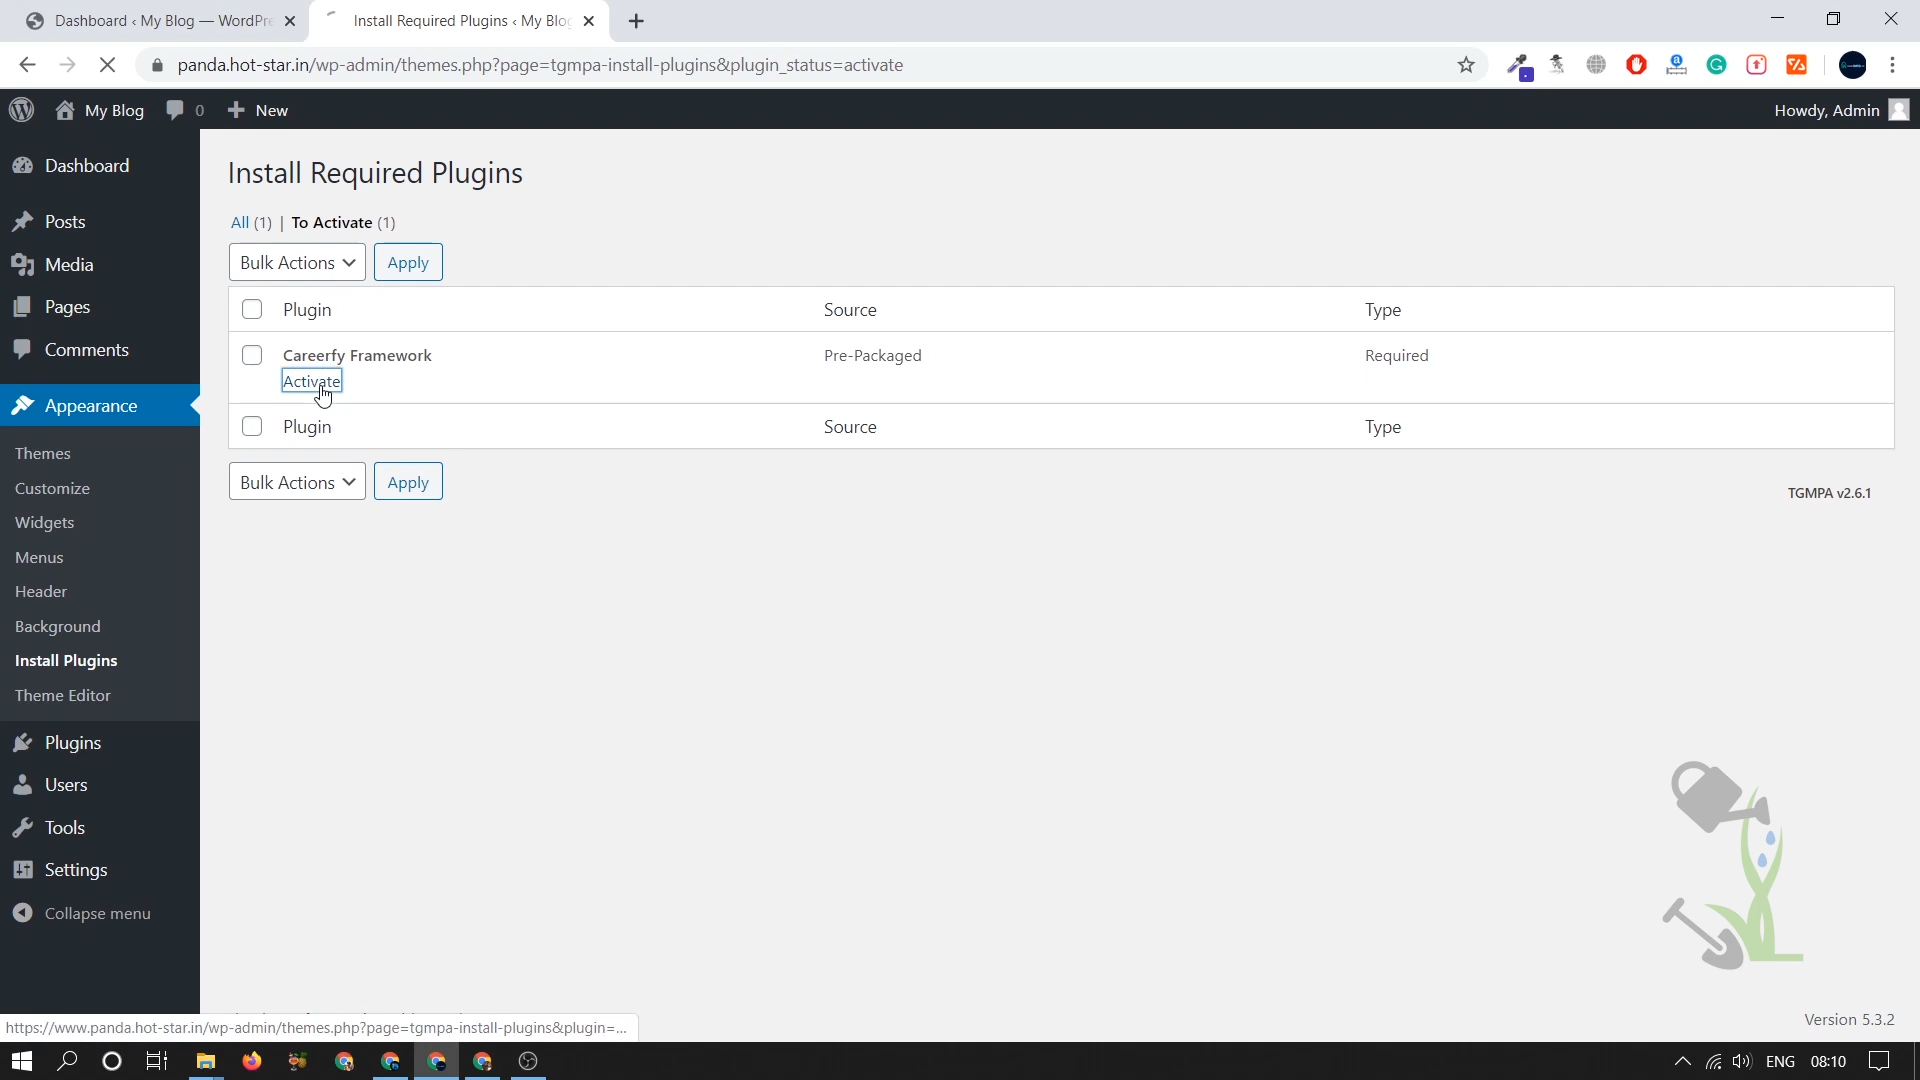 Dashboard ‹ My Blog — WordPre
Install Required Plugins ‹ My Blog
panda.hot-star.in/wp-admin/themes.php?page=tgmpa-install-plugins&plugin_status=activate
My Blog
0
New
Howdy, Admin
Dashboard
Posts
Media
Pages
Comments
Appearance
Themes
Customize
Widgets
Menus
Header
Background
Install Plugins
Theme Editor
Plugins
Users
Tools
Settings
Collapse menu
Install Required Plugins
All (1) | To Activate (1)
Bulk Actions Apply
Plugin Source Type
Careerfy Framework Pre-Packaged Required
Activate
Plugin Source Type
Bulk Actions Apply
TGMPA v2.6.1
Version 5.3.2
https://www.panda.hot-star.in/wp-admin/themes.php?page=tgmpa-install-plugins&plugin=...
ENG 08:10